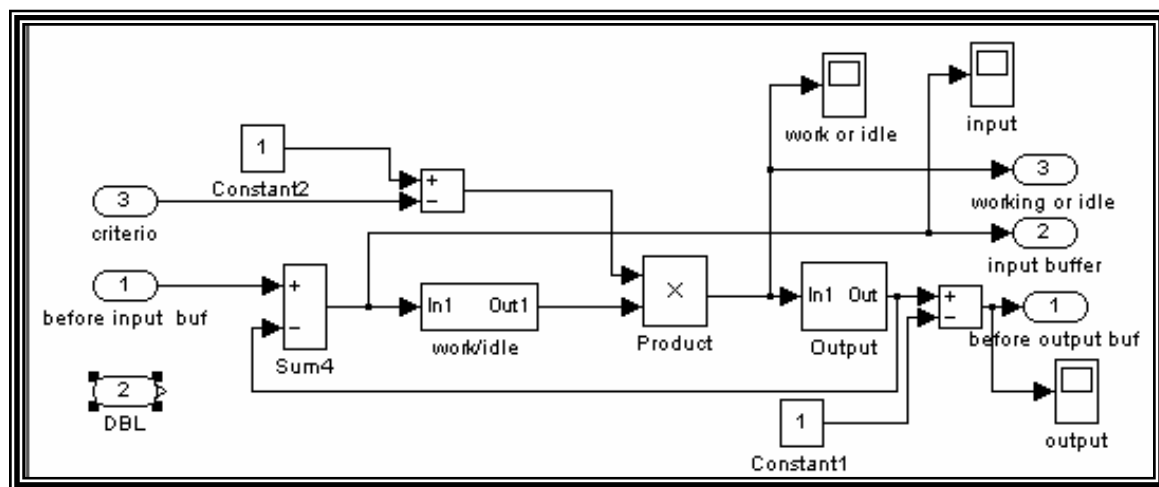 work or idle
input
1
Constant2
+
−
3
criterio
3
working or idle
2
input buffer
1
before input buf
+
−
Sum4
In1 Out1
work/idle
×
Product
In1 Out
Output
+
−
1
before output buf
2
DBL
1
Constant1
output